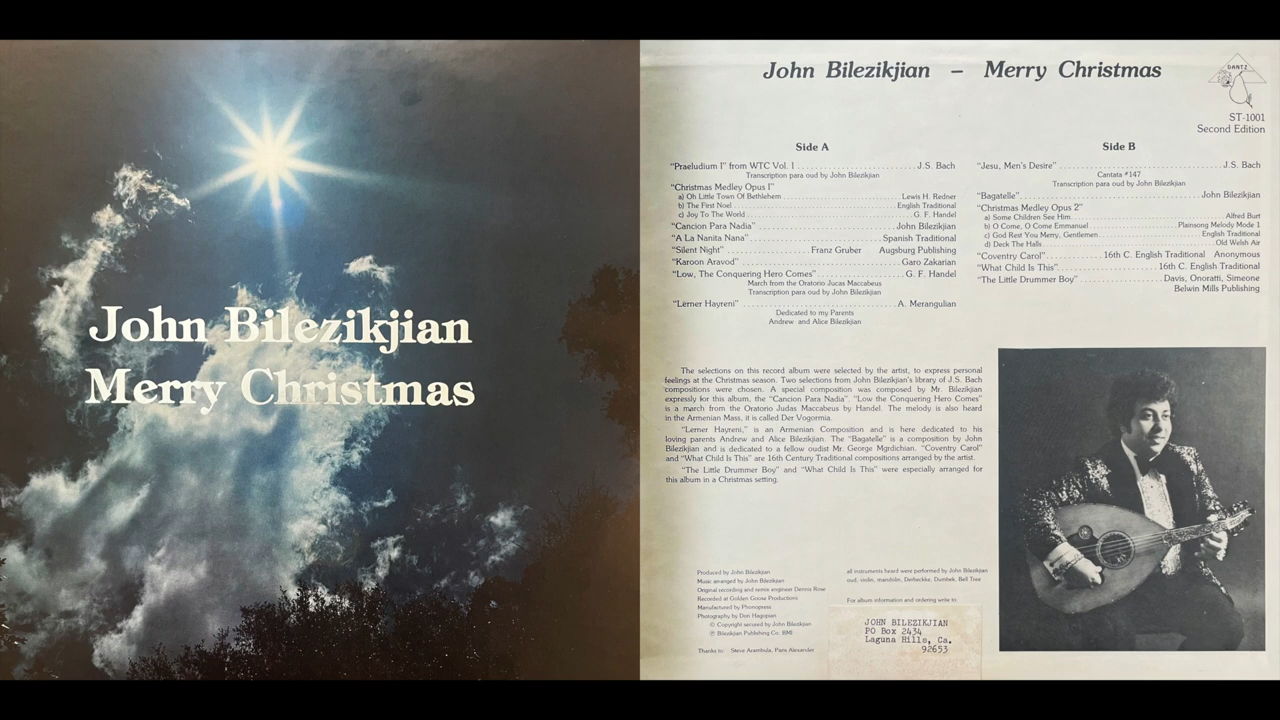 John Bilezikjian
Merry Christmas
John Bilezikjian – Merry Christmas
DANTZ
ST-1001
Second Edition
Side A
"Praeludium I" from WTC Vol. 1 J.S. Bach
Transcription para oud by John Bilezikjian
"Christmas Medley Opus I"
a) Oh Little Town Of Bethlehem Lewis H. Redner
b) The First Noel English Traditional
c) Joy To The World G. F. Handel
"Cancion Para Nadia" John Bilezikjian
"A La Nanita Nana" Spanish Traditional
"Silent Night" Franz Gruber Augsburg Publishing
"Karoon Aravod" Garo Zakarian
"Low, The Conquering Hero Comes" G. F. Handel
March from the Oratorio Jucas Maccabeus
Transcription para oud by John Bilezikjian
"Lerner Hayreni" A. Merangulian
Dedicated to my Parents
Andrew and Alice Bilezikjian
Side B
"Jesu, Men's Desire" J.S. Bach
Cantata #147
Transcription para oud by John Bilezikjian
"Bagatelle" John Bilezikjian
"Christmas Medley Opus 2"
a) Some Children See Him Alfred Burt
b) O Come, O Come Emmanuel Plainsong Melody Mode 1
c) God Rest You Merry, Gentlemen English Traditional
d) Deck The Halls Old Welsh Air
"Coventry Carol" 16th C. English Traditional Anonymous
"What Child Is This" 16th C. English Traditional
"The Little Drummer Boy" Davis, Onoratti, Simeone
Belwin Mills Publishing
The selections on this record album were selected by the artist, to express personal
feelings at the Christmas season. Two selections from John Bilezikjian's library of J.S. Bach
compositions were chosen. A special composition was composed by Mr. Bilezikjian
expressly for this album, the "Cancion Para Nadia". "Low the Conquering Hero Comes"
is a march from the Oratorio Judas Maccabeus by Handel. The melody is also heard
in the Armenian Mass, it is called Der Vogormia.
"Lerner Hayreni," is an Armenian Composition and is here dedicated to his
loving parents Andrew and Alice Bilezikjian. The "Bagatelle" is a composition by John
Bilezikjian and is dedicated to a fellow oudist Mr. George Mgrdichian. "Coventry Carol"
and "What Child Is This" are 16th Century Traditional compositions arranged by the artist.
"The Little Drummer Boy" and "What Child Is This" were especially arranged for
this album in a Christmas setting.
Produced by John Bilezikjian
Music arranged by John Bilezikjian
Original recording and remix engineer Dennis Rose
Recorded at Golden Goose Productions
Manufactured by Phonopress
Photography by Don Hagopian
© Copyright secured by John Bilezikjian
℗ Bilezikjian Publishing Co. BMI
Thanks to: Steve Arambula, Para Alexander
all instruments heard were performed by John Bilezikjian
oud, violin, mandolin, Derbeckke, Dumbek, Bell Tree
For album information and ordering write to:
JOHN BILEZIKJIAN
PO Box 2434
Laguna Hills, Ca.
92653